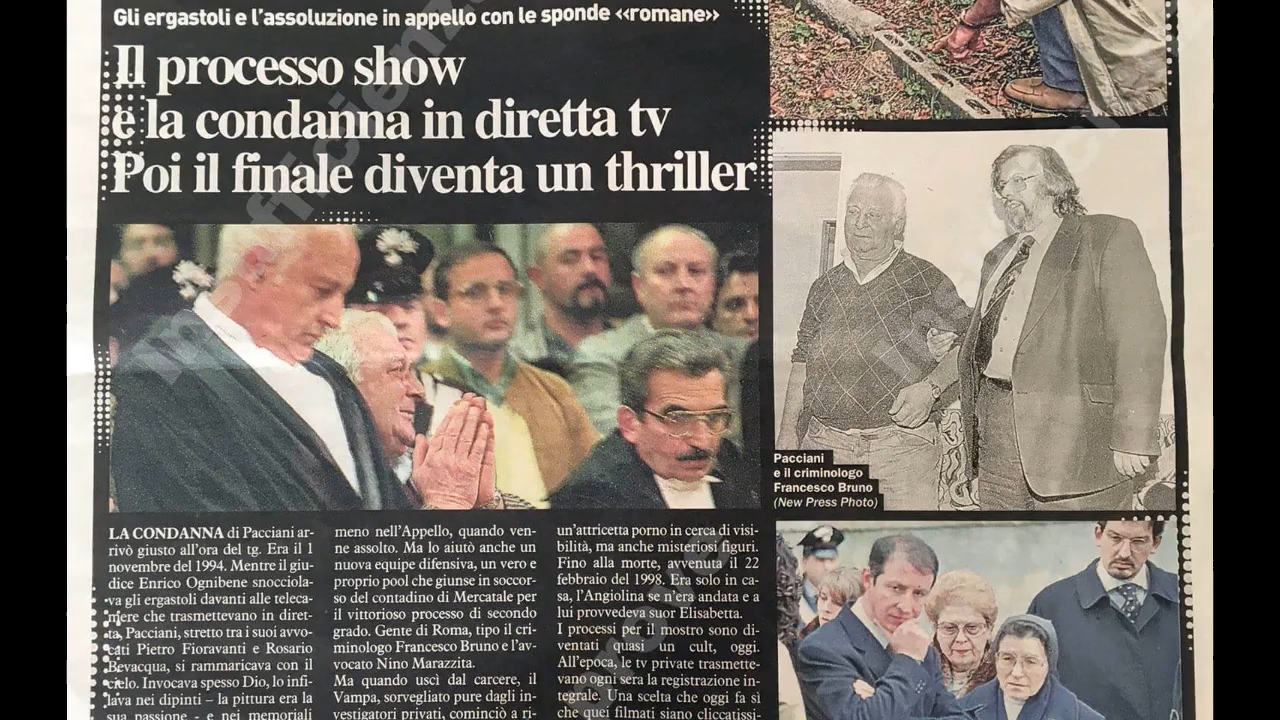 Gli ergastoli e l'assoluzione in appello con le sponde «romane»
Il processo show
e la condanna in diretta tv
Poi il finale diventa un thriller
Pacciani
e il criminologo
Francesco Bruno
(New Press Photo)
LA CONDANNA di Pacciani ar-
rivò giusto all'ora del tg. Era il 1
novembre del 1994. Mentre il giu-
dice Enrico Ognibene snocciola-
va gli ergastoli davanti alle teleca-
mere che trasmettevano in diret-
ta, Pacciani, stretto tra i suoi avvo-
cati Pietro Fioravanti e Rosario
Bevacqua, si rammaricava con il
cielo. Invocava spesso Dio, lo infi-
lava nei dipinti – la pittura era la
sua passione - e nei memoriali
meno nell'Appello, quando ven-
ne assolto. Ma lo aiutò anche un
nuova equipe difensiva, un vero e
proprio pool che giunse in soccor-
so del contadino di Mercatale per
il vittorioso processo di secondo
grado. Gente di Roma, tipo il cri-
minologo Francesco Bruno e l'av-
vocato Nino Marazzita.
Ma quando uscì dal carcere, il
Vampa, sorvegliato pure dagli in-
vestigatori privati, cominciò a ri-
un'attricetta porno in cerca di visi-
bilità, ma anche misteriosi figuri.
Fino alla morte, avvenuta il 22
febbraio del 1998. Era solo in ca-
sa, l'Angiolina se n'era andata e a
lui provvedeva suor Elisabetta.
I processi per il mostro sono di-
ventati quasi un cult, oggi.
All'epoca, le tv private trasmette-
vano ogni sera la registrazione in-
tegrale. Una scelta che oggi fa sì
che quei filmati siano cliccatissi-